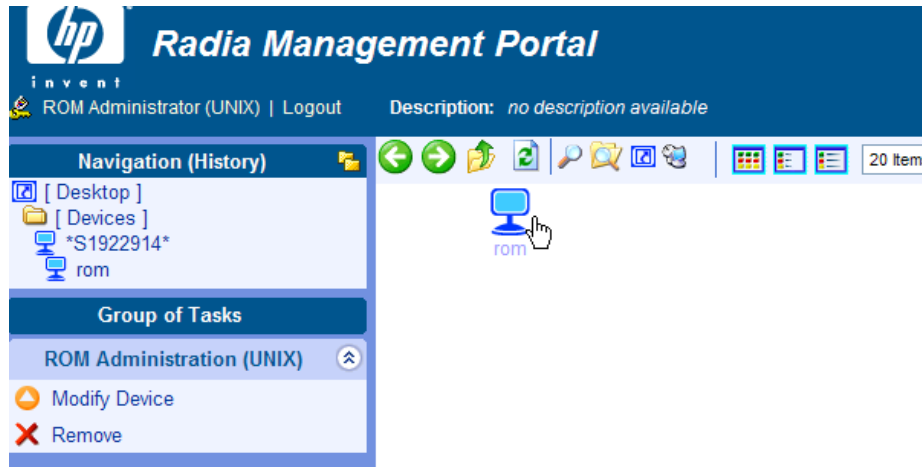 hp
Radia Management Portal
invent
ROM Administrator (UNIX) | Logout
Description: no description available
Navigation (History)
20 Item
[ Desktop ]
[ Devices ]
*S1922914*
rom
rom
Group of Tasks
ROM Administration (UNIX)
Modify Device
Remove